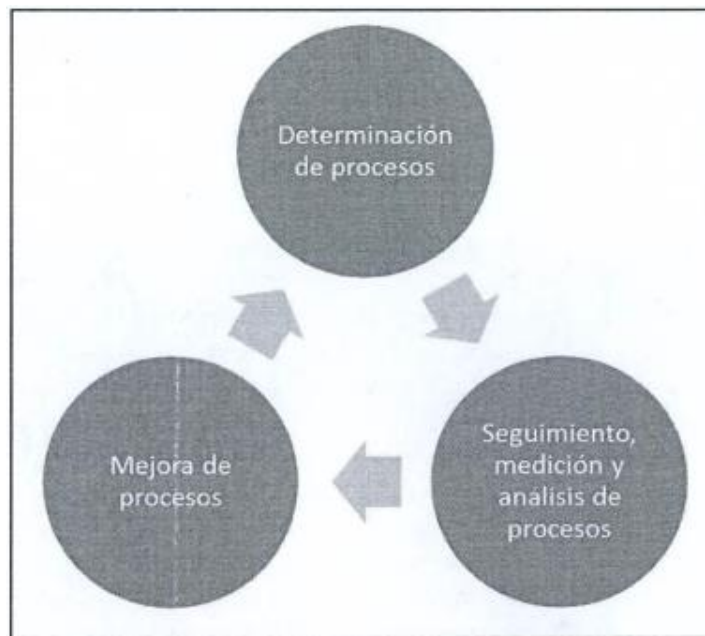 Determinación
de procesos
Seguimiento,
medición y
análisis de
procesos
Mejora de
procesos